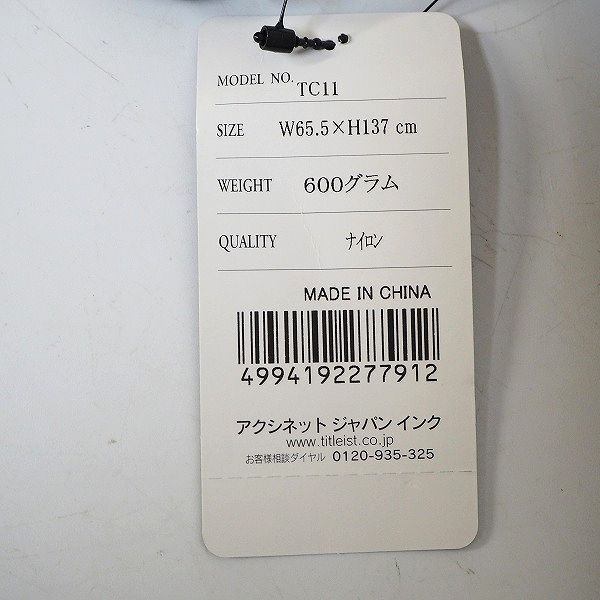 MODEL NO. TC11
SIZE W65.5×H137 cm
WEIGHT 600グラム
QUALITY ナイロン
MADE IN CHINA
4994192277912
アクシネット ジャパン インク
www.titleist.co.jp
お客様相談ダイヤル 0120-935-325